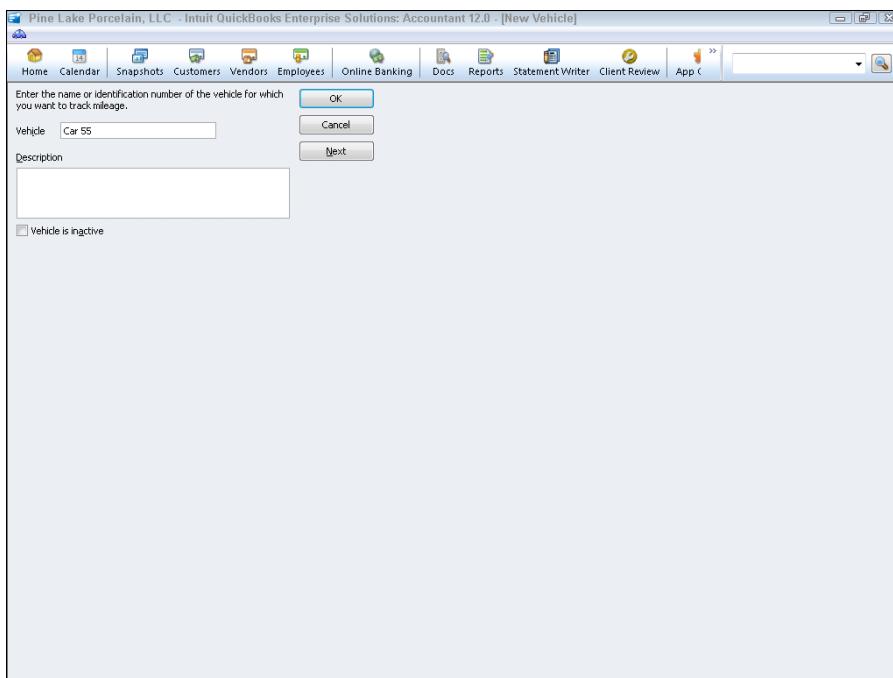 Pine Lake Porcelain, LLC - Intuit QuickBooks Enterprise Solutions: Accountant 12.0 - [New Vehicle]
14
Home Calendar Snapshots Customers Vendors Employees Online Banking Docs Reports Statement Writer Client Review App C
Enter the name or identification number of the vehicle for which
you want to track mileage.
OK
Vehicle Car 55
Cancel
Description
Next
Vehicle is inactive